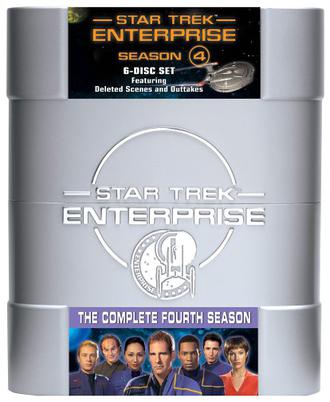 STAR TREK
ENTERPRISE
SEASON 4
6-DISC SET
Featuring
Deleted Scenes and Outtakes
STAR TREK
ENTERPRISE
ENTERPRISE
THE COMPLETE FOURTH SEASON